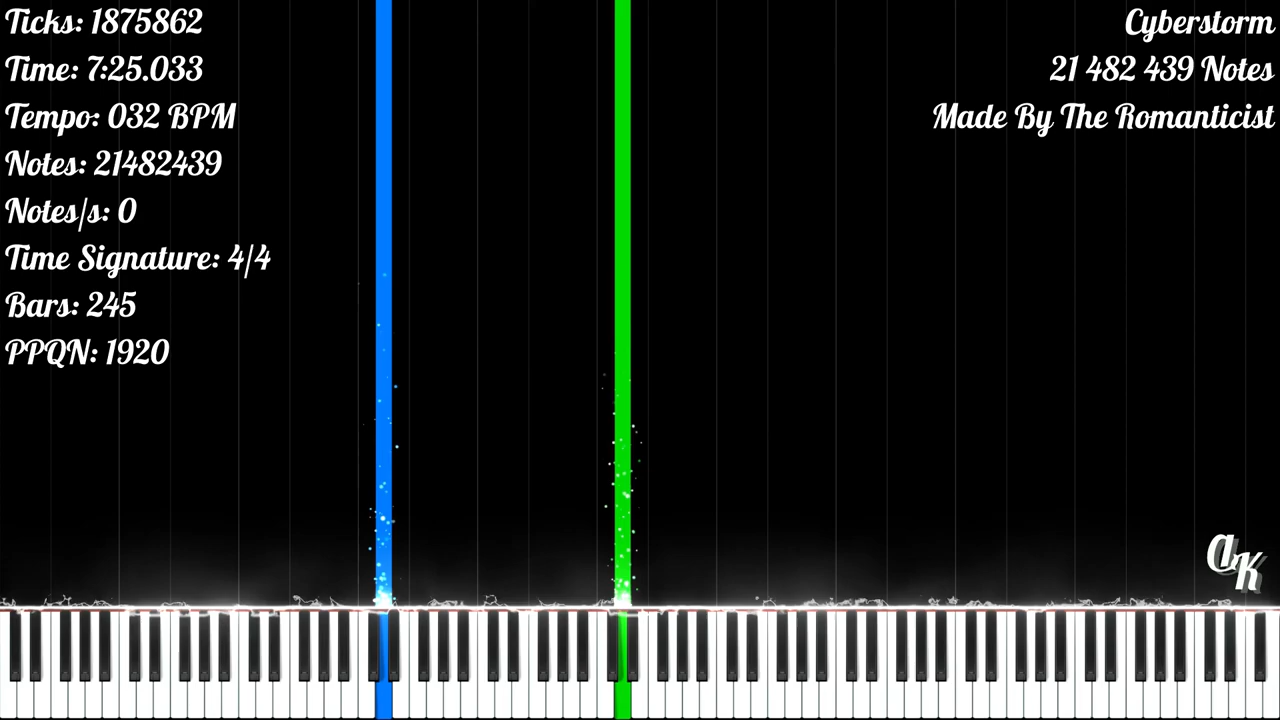 Ticks: 1875862
Time: 7:25.033
Tempo: 032 BPM
Notes: 21482439
Notes/s: 0
Time Signature: 4/4
Bars: 245
PPQN: 1920
Cyberstorm
21 482 439 Notes
Made By The Romanticist
aK